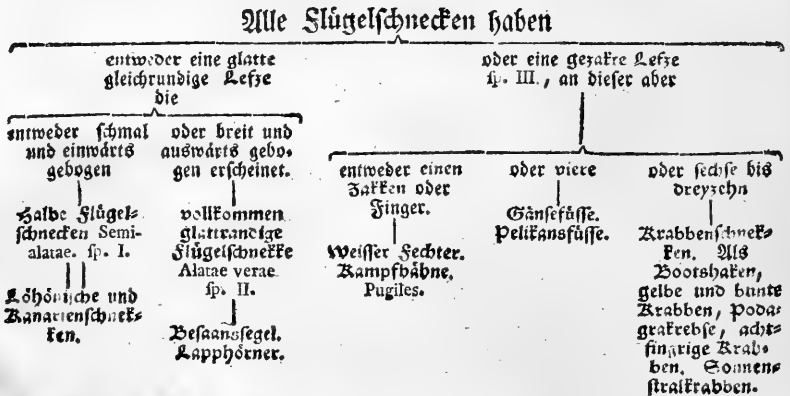 Alle Flügelſchnecken haben
entweder eine glatte
gleichrundige Lefze
die
oder eine gezakte Lefze
ſp. III., an dieſer aber
entweder ſchmal
und einwärts
gebogen
oder breit und
auswärts gebo⸗
gen erſcheinet.
Halbe Flügel⸗
ſchnecken Semi-
alatae. ſp. I.
vollkommen
glattrandige
Flügelſchnekke
Alatae verae
ſp. II.
und
Kanarienſchnek⸗
ken.
Beſaansſegel.
Lapphörner.
entweder einen
Zakken oder
Finger.
oder viere
oder ſechſe bis
dreyzehn
Weiſſer Fechter.
Kampfhähne,
Pugiles.
Gänſefüſſe.
Pelikansfüſſe.
Krabbenſchnek⸗
ken. Als
Bootshaken,
gelbe und bunte
Krabben, Poda⸗
grakrebſe, acht⸗
fingrige Krab⸗
ben. Sonnen⸗
ſtralkrabben.